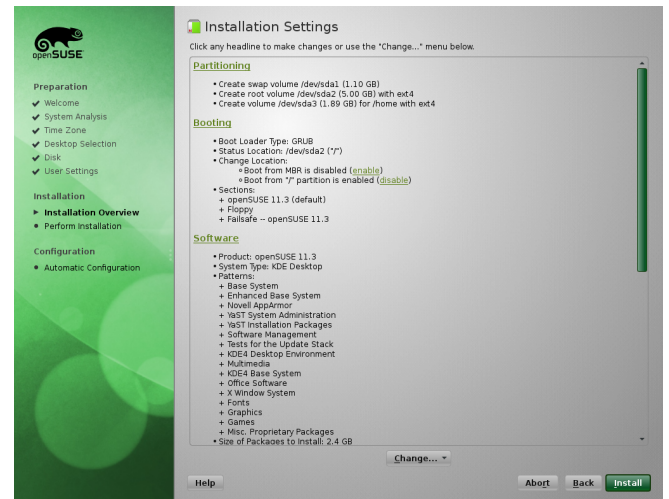 openSUSE
Preparation
Welcome
System Analysis
Time Zone
Desktop Selection
Disk
User Settings
Installation
Installation Overview
Perform Installation
Configuration
Automatic Configuration
Installation Settings
Click any headline to make changes or use the "Change..." menu below.
Partitioning
• Create swap volume /dev/sda1 (1.10 GB)
• Create root volume /dev/sda2 (5.00 GB) with ext4
• Create volume /dev/sda3 (1.89 GB) for /home with ext4
Booting
• Boot Loader Type: GRUB
• Status Location: /dev/sda2 ("/")
• Change Location:
Boot from MBR is disabled (enable)
Boot from "/" partition is enabled (disable)
• Sections:
+ openSUSE 11.3 (default)
+ Floppy
+ Failsafe -- openSUSE 11.3
Software
• Product: openSUSE 11.3
• System Type: KDE Desktop
• Patterns:
+ Base System
+ Enhanced Base System
+ Novell AppArmor
+ YaST System Administration
+ YaST Installation Packages
+ Software Management
+ Tests for the Update Stack
+ KDE4 Desktop Environment
+ Multimedia
+ KDE4 Base System
+ Office Software
+ X Window System
+ Fonts
+ Graphics
+ Games
+ Misc. Proprietary Packages
• Size of Packages to Install: 2.4 GB
Change...
Help
Abort
Back
Install